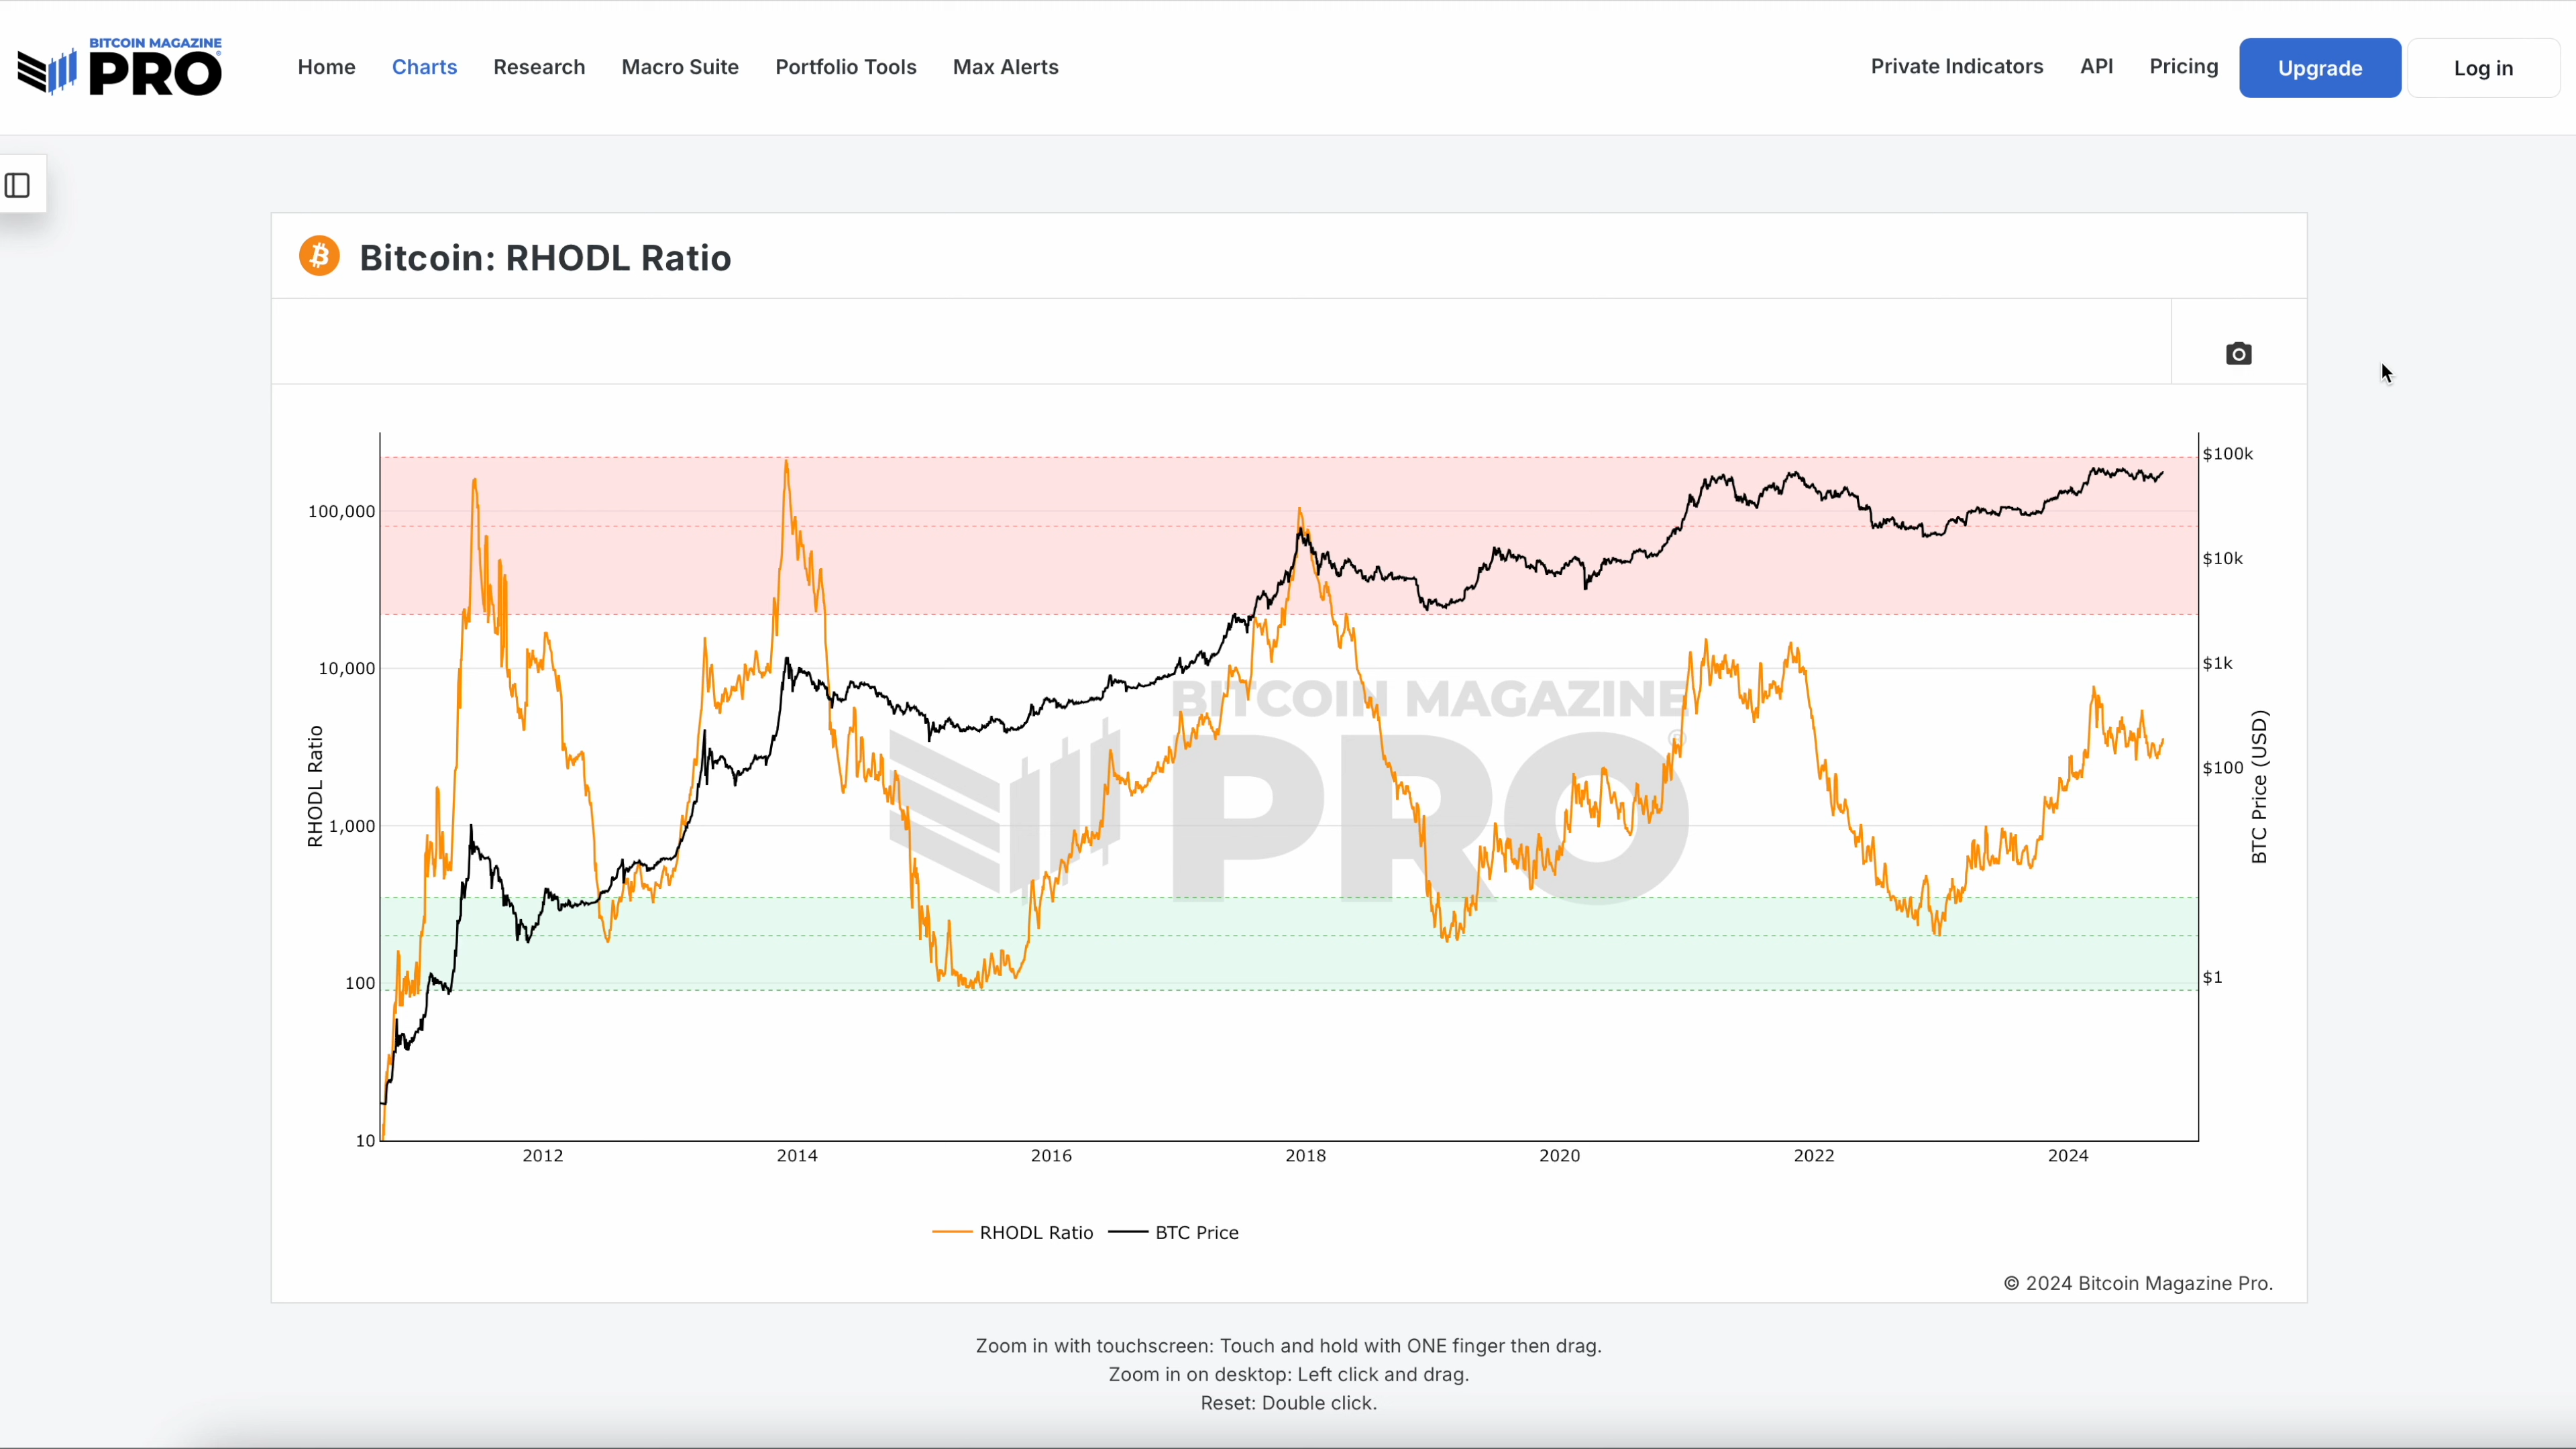 BITCOIN MAGAZINE
PRO
Home Charts Research Macro Suite Portfolio Tools Max Alerts
Private Indicators API Pricing Upgrade Log in
Bitcoin: RHODL Ratio
100,000
10,000
1,000
100
10
RHODL Ratio
$100k
$10k
$1k
$100
$1
BTC Price (USD)
BITCOIN MAGAZINE
PRO®
2012 2014 2016 2018 2020 2022 2024
RHODL Ratio BTC Price
© 2024 Bitcoin Magazine Pro.
Zoom in with touchscreen: Touch and hold with ONE finger then drag.
Zoom in on desktop: Left click and drag.
Reset: Double click.